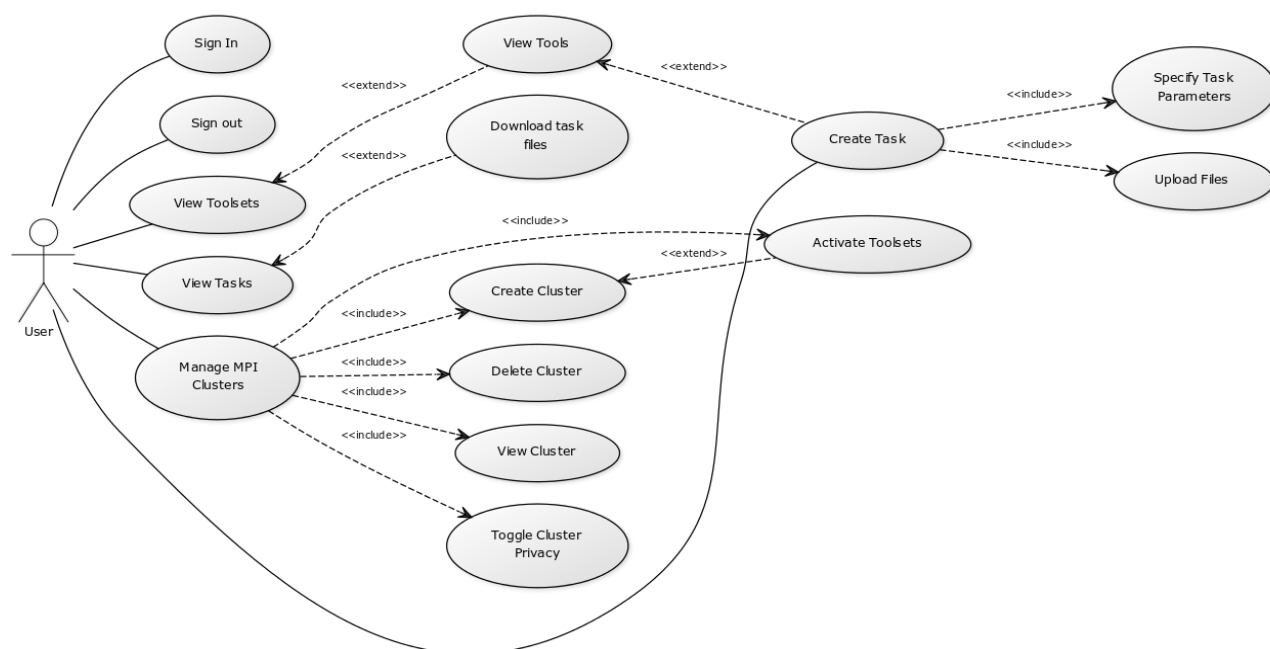 Sign In
View Tools
<<extend>>
Specify Task
Parameters
<<extend>>
<<include>>
Sign out
Download task
files
Create Task
<<include>>
<<extend>>
Upload Files
View Toolsets
<<include>>
Activate Toolsets
<<extend>>
View Tasks
Create Cluster
<<include>>
User
Manage MPI
Clusters
<<include>>
Delete Cluster
<<include>>
View Cluster
<<include>>
Toggle Cluster
Privacy